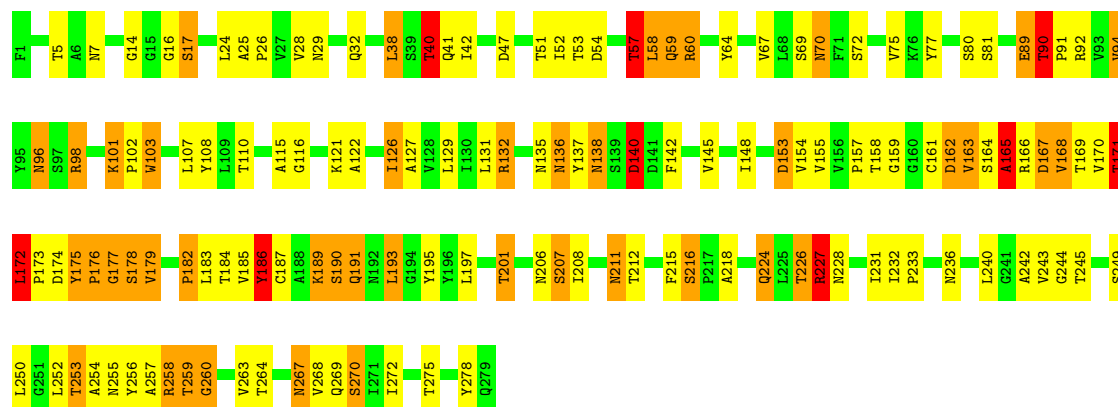 F1 T5 A6 N7 G14 G15 G16 S17 L24 A25 P26 V27 V28 N29 Q32 L38 S39 T40 Q41 I42 D47 T51 I52 T53 D54 T57 L58 Q59 R60 Y64 V67 L68 S69 N70 F71 S72 V75 K76 Y77 S80 S81 E89 T90 P91 R92 V93 V94
Y95 N96 S97 R98 K101 P102 W103 L107 Y108 L109 T110 A115 G116 K121 A122 I126 A127 V128 L129 I130 L131 R132 N135 N136 Y137 N138 S139 D140 D141 F142 V145 I148 D153 V154 V155 V156 P157 T158 G159 G160 C161 D162 V163 S164 A165 R166 D167 V168 T169 V170 T171
L172 P173 D174 Y175 P176 G177 S178 V179 P182 L183 T184 V185 Y186 C187 A188 K189 S190 Q191 N192 L193 G194 Y195 Y196 L197 T201 N206 S207 I208 N211 T212 F215 S216 P217 A218 Q224 L225 T226 R227 N228 I231 I232 P233 N236 L240 G241 A242 V243 G244 T245 S249
L250 G251 L252 T253 A254 N255 Y256 A257 R258 T259 G260 V263 T264 N267 V268 Q269 S270 I271 I272 T275 Y278 Q279